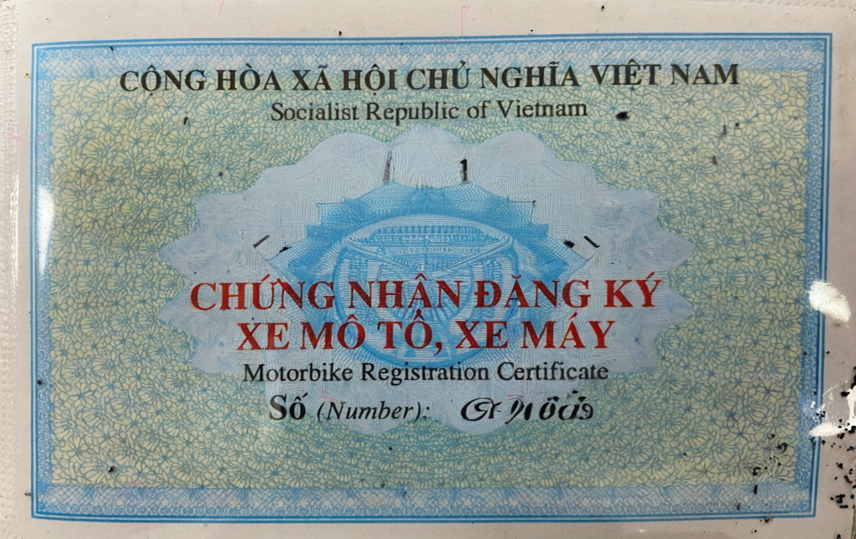 CỘNG HÒA XÃ HỘI CHỦ NGHĨA VIỆT NAM
Socialist Republic of Vietnam
CHỨNG NHẬN ĐĂNG KÝ
XE MÔ TÔ, XE MÁY
Motorbike Registration Certificate
Số (Number):